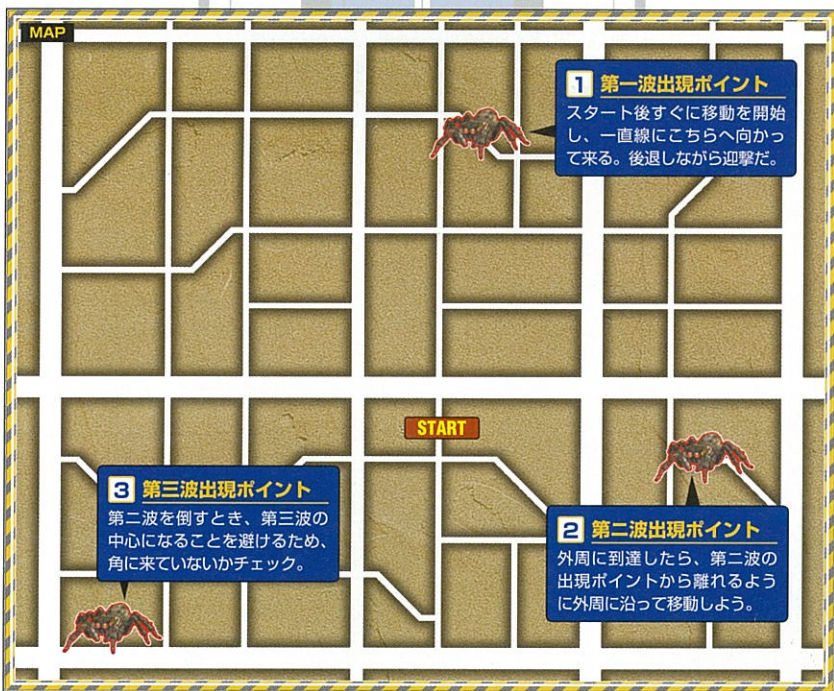 MAP
1 第一波出現ポイント
スタート後すぐに移動を開始
し、一直線にこちらへ向かっ
て来る。後退しながら迎撃だ。
START
3 第三波出現ポイント
第二波を倒すとき、第三波の
中心になることを避けるため、
角に来ていないかチェック。
2 第二波出現ポイント
外周に到達したら、第二波の
出現ポイントから離れるよう
に外周に沿って移動しよう。